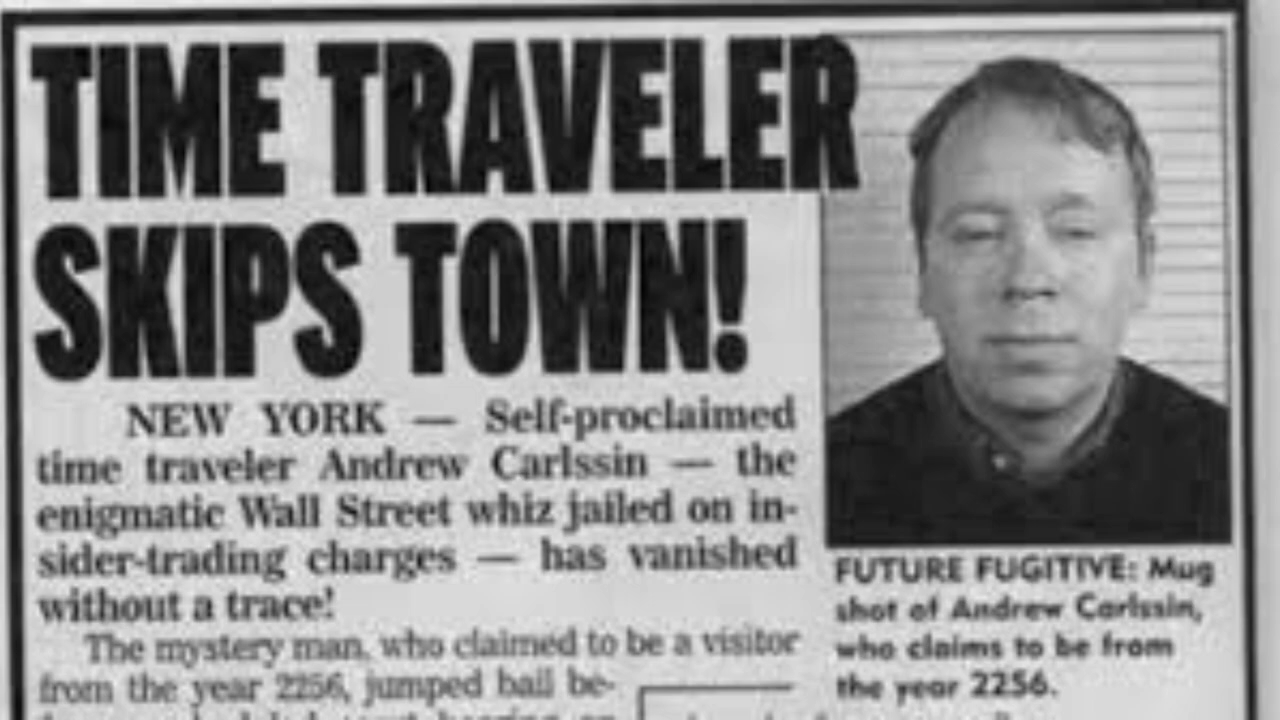 TIME TRAVELER
SKIPS TOWN!
NEW YORK — Self-proclaimed
time traveler Andrew Carlssin — the
enigmatic Wall Street whiz jailed on in-
sider-trading charges — has vanished
without a trace!
The mystery man, who claimed to be a visitor
from the year 2256, jumped bail be-
FUTURE FUGITIVE: Mug
shot of Andrew Carlssin,
who claims to be from
the year 2256.